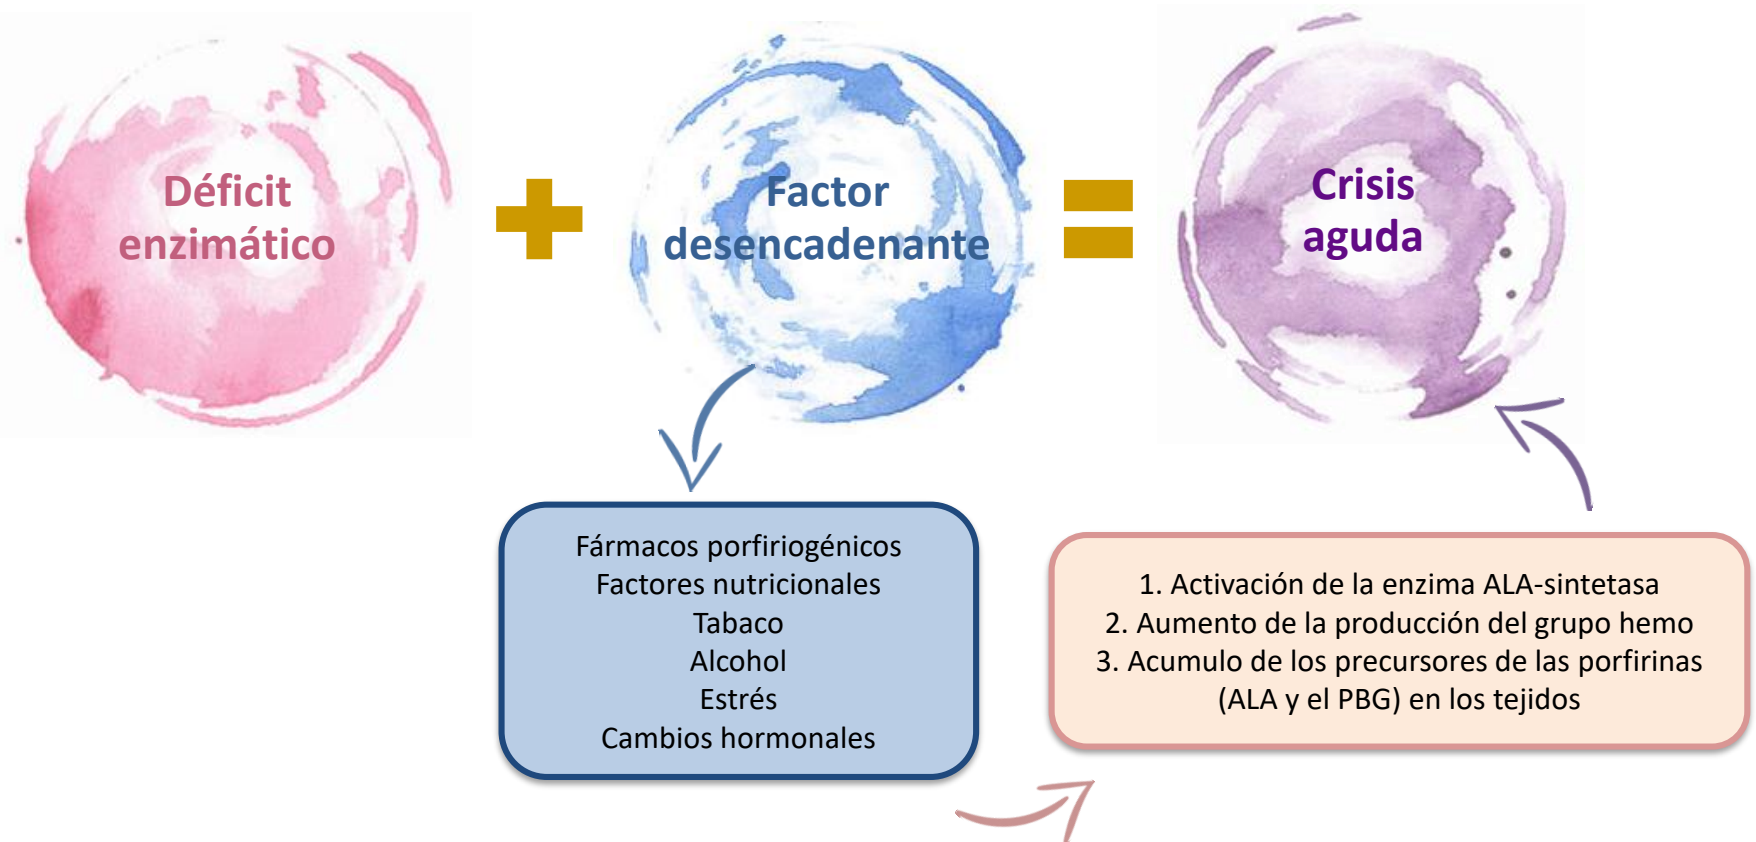 Déficit
enzimático
Factor
desencadenante
Crisis
aguda
Fármacos porfiriogénicos
Factores nutricionales
Tabaco
Alcohol
Estrés
Cambios hormonales
1. Activación de la enzima ALA-sintetasa
2. Aumento de la producción del grupo hemo
3. Acumulo de los precursores de las porfirinas
(ALA y el PBG) en los tejidos